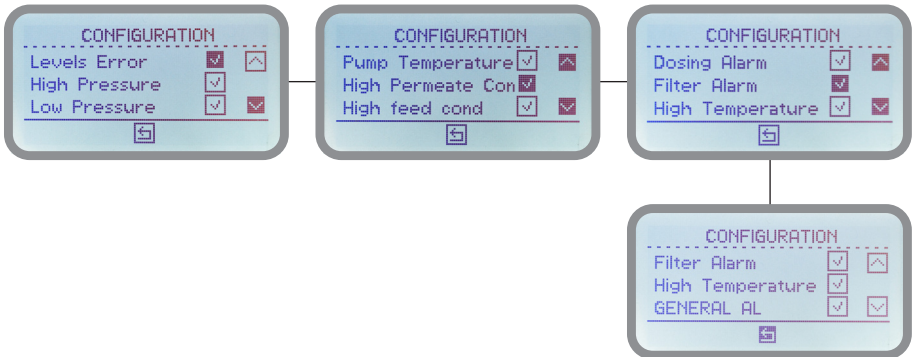 CONFIGURATION
Levels Error
High Pressure
Low Pressure
CONFIGURATION
Pump Temperature
High Permeate Con
High feed cond
CONFIGURATION
Dosing Alarm
Filter Alarm
High Temperature
CONFIGURATION
Filter Alarm
High Temperature
GENERAL AL